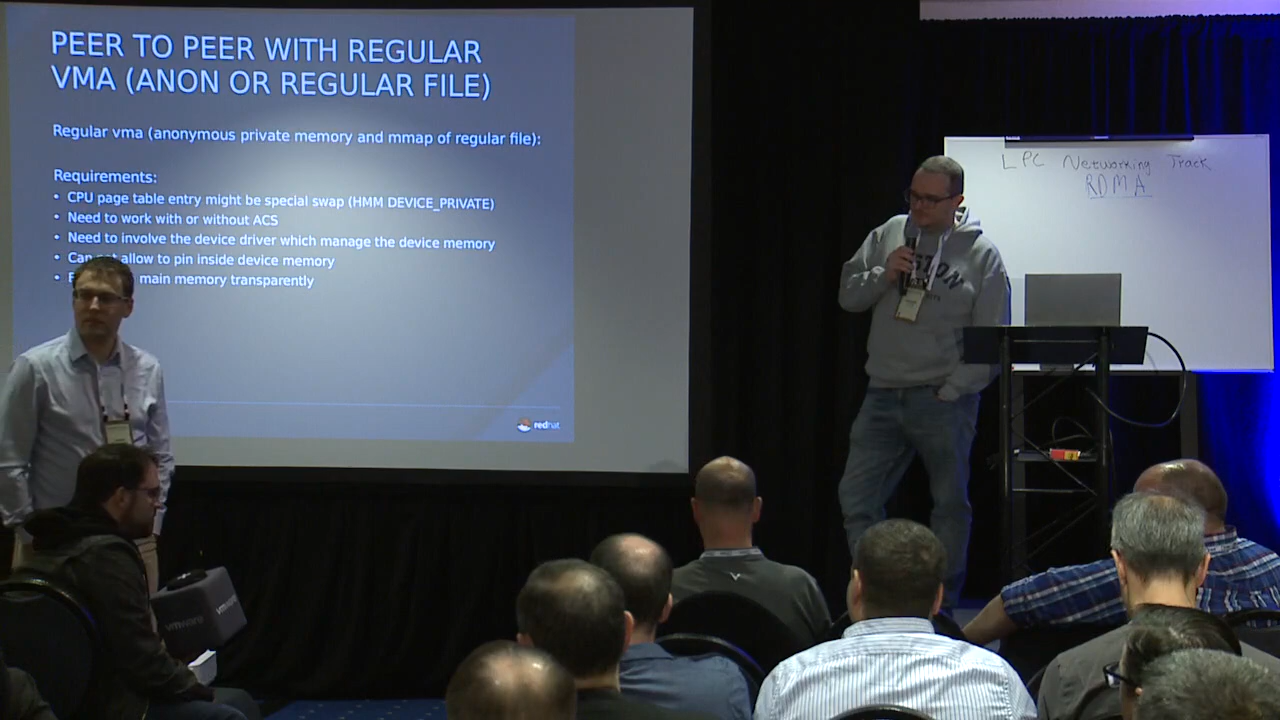 PEER TO PEER WITH REGULAR
VMA (ANON OR REGULAR FILE)
Regular vma (anonymous private memory and mmap of regular file):
Requirements:
• CPU page table entry might be special swap (HMM DEVICE_PRIVATE)
• Need to work with or without ACS
• Need to involve the device driver which manage the device memory
• allow to pin inside device memory
• main memory transparently
redhat
LPC Networking Track
RDMA
vmware